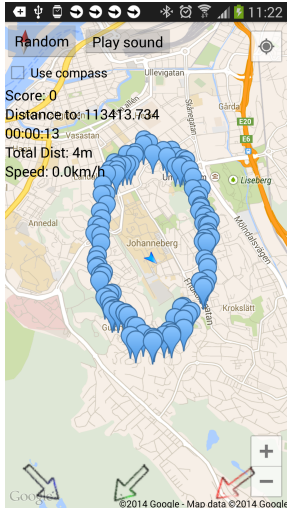 11:22
Random
Play sound
Use compass
Score: 0
Distance to: 113413.734
00:00:13
Total Dist: 4m
Speed: 0.0km/h
Ullevigatan
Gårda
Vasastan
E20
E6
Liseberg
Annedal
Johanneberg
Mölndalsvägen
Krokslätt
Google
©2014 Google - Map data ©2014 Google,